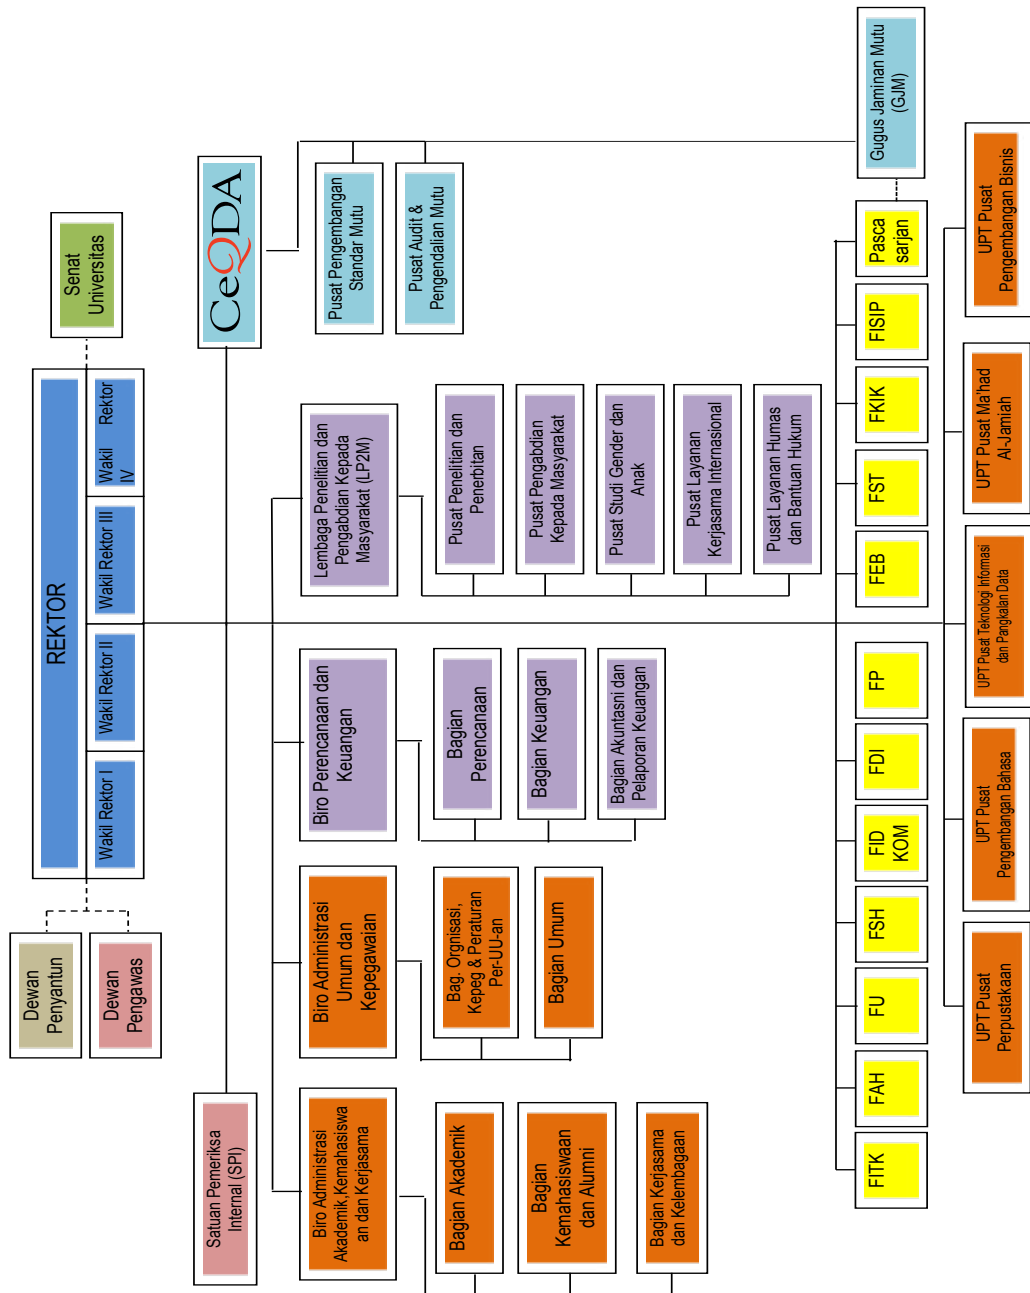 REKTOR
Wakil Rektor I
Wakil Rektor II
Wakil Rektor III
Wakil Rektor
IV
Dewan
Penyantun
Dewan
Pengawas
Senat
Universitas
Satuan Pemeriksa
Internal (SPI)
CeQDA
Biro Administrasi
Akademik,Kemahasiswa
an dan Kerjasama
Bagian Akademik
Bagian
Kemahasiswaan
dan Alumni
Bagian Kerjasama
dan Kelembagaan
Biro Administrasi
Umum dan
Kepegawaian
Bag. Orgnisasi,
Kepeg & Peraturan
Per-UU-an
Bagian Umum
Biro Perencanaan dan
Keuangan
Bagian
Perencanaan
Bagian Keuangan
Bagian Akuntasni dan
Pelaporan Keuangan
Lembaga Penelitian dan
Pengabdian Kepada
Masyarakat (LP2M)
Pusat Penelitian dan
Penerbitan
Pusat Pengabdian
Kepada Masyarakat
Pusat Studi Gender dan
Anak
Pusat Layanan
Kerjasama Internasional
Pusat Layanan Humas
dan Bantuan Hukum
Pusat Pengembangan
Standar Mutu
Pusat Audit &
Pengendalian Mutu
FITK
FAH
FU
FSH
FID
KOM
FDI
FP
FEB
FST
FKIK
FISIP
Pasca
sarjan
Gugus Jaminan Mutu
(GJM)
UPT Pusat
Perpustakaan
UPT Pusat
Pengembangan Bahasa
UPT Pusat Teknologi Informasi
dan Pangkalan Data
UPT Pusat Ma'had
Al-Jamiah
UPT Pusat
Pengembangan Bisnis